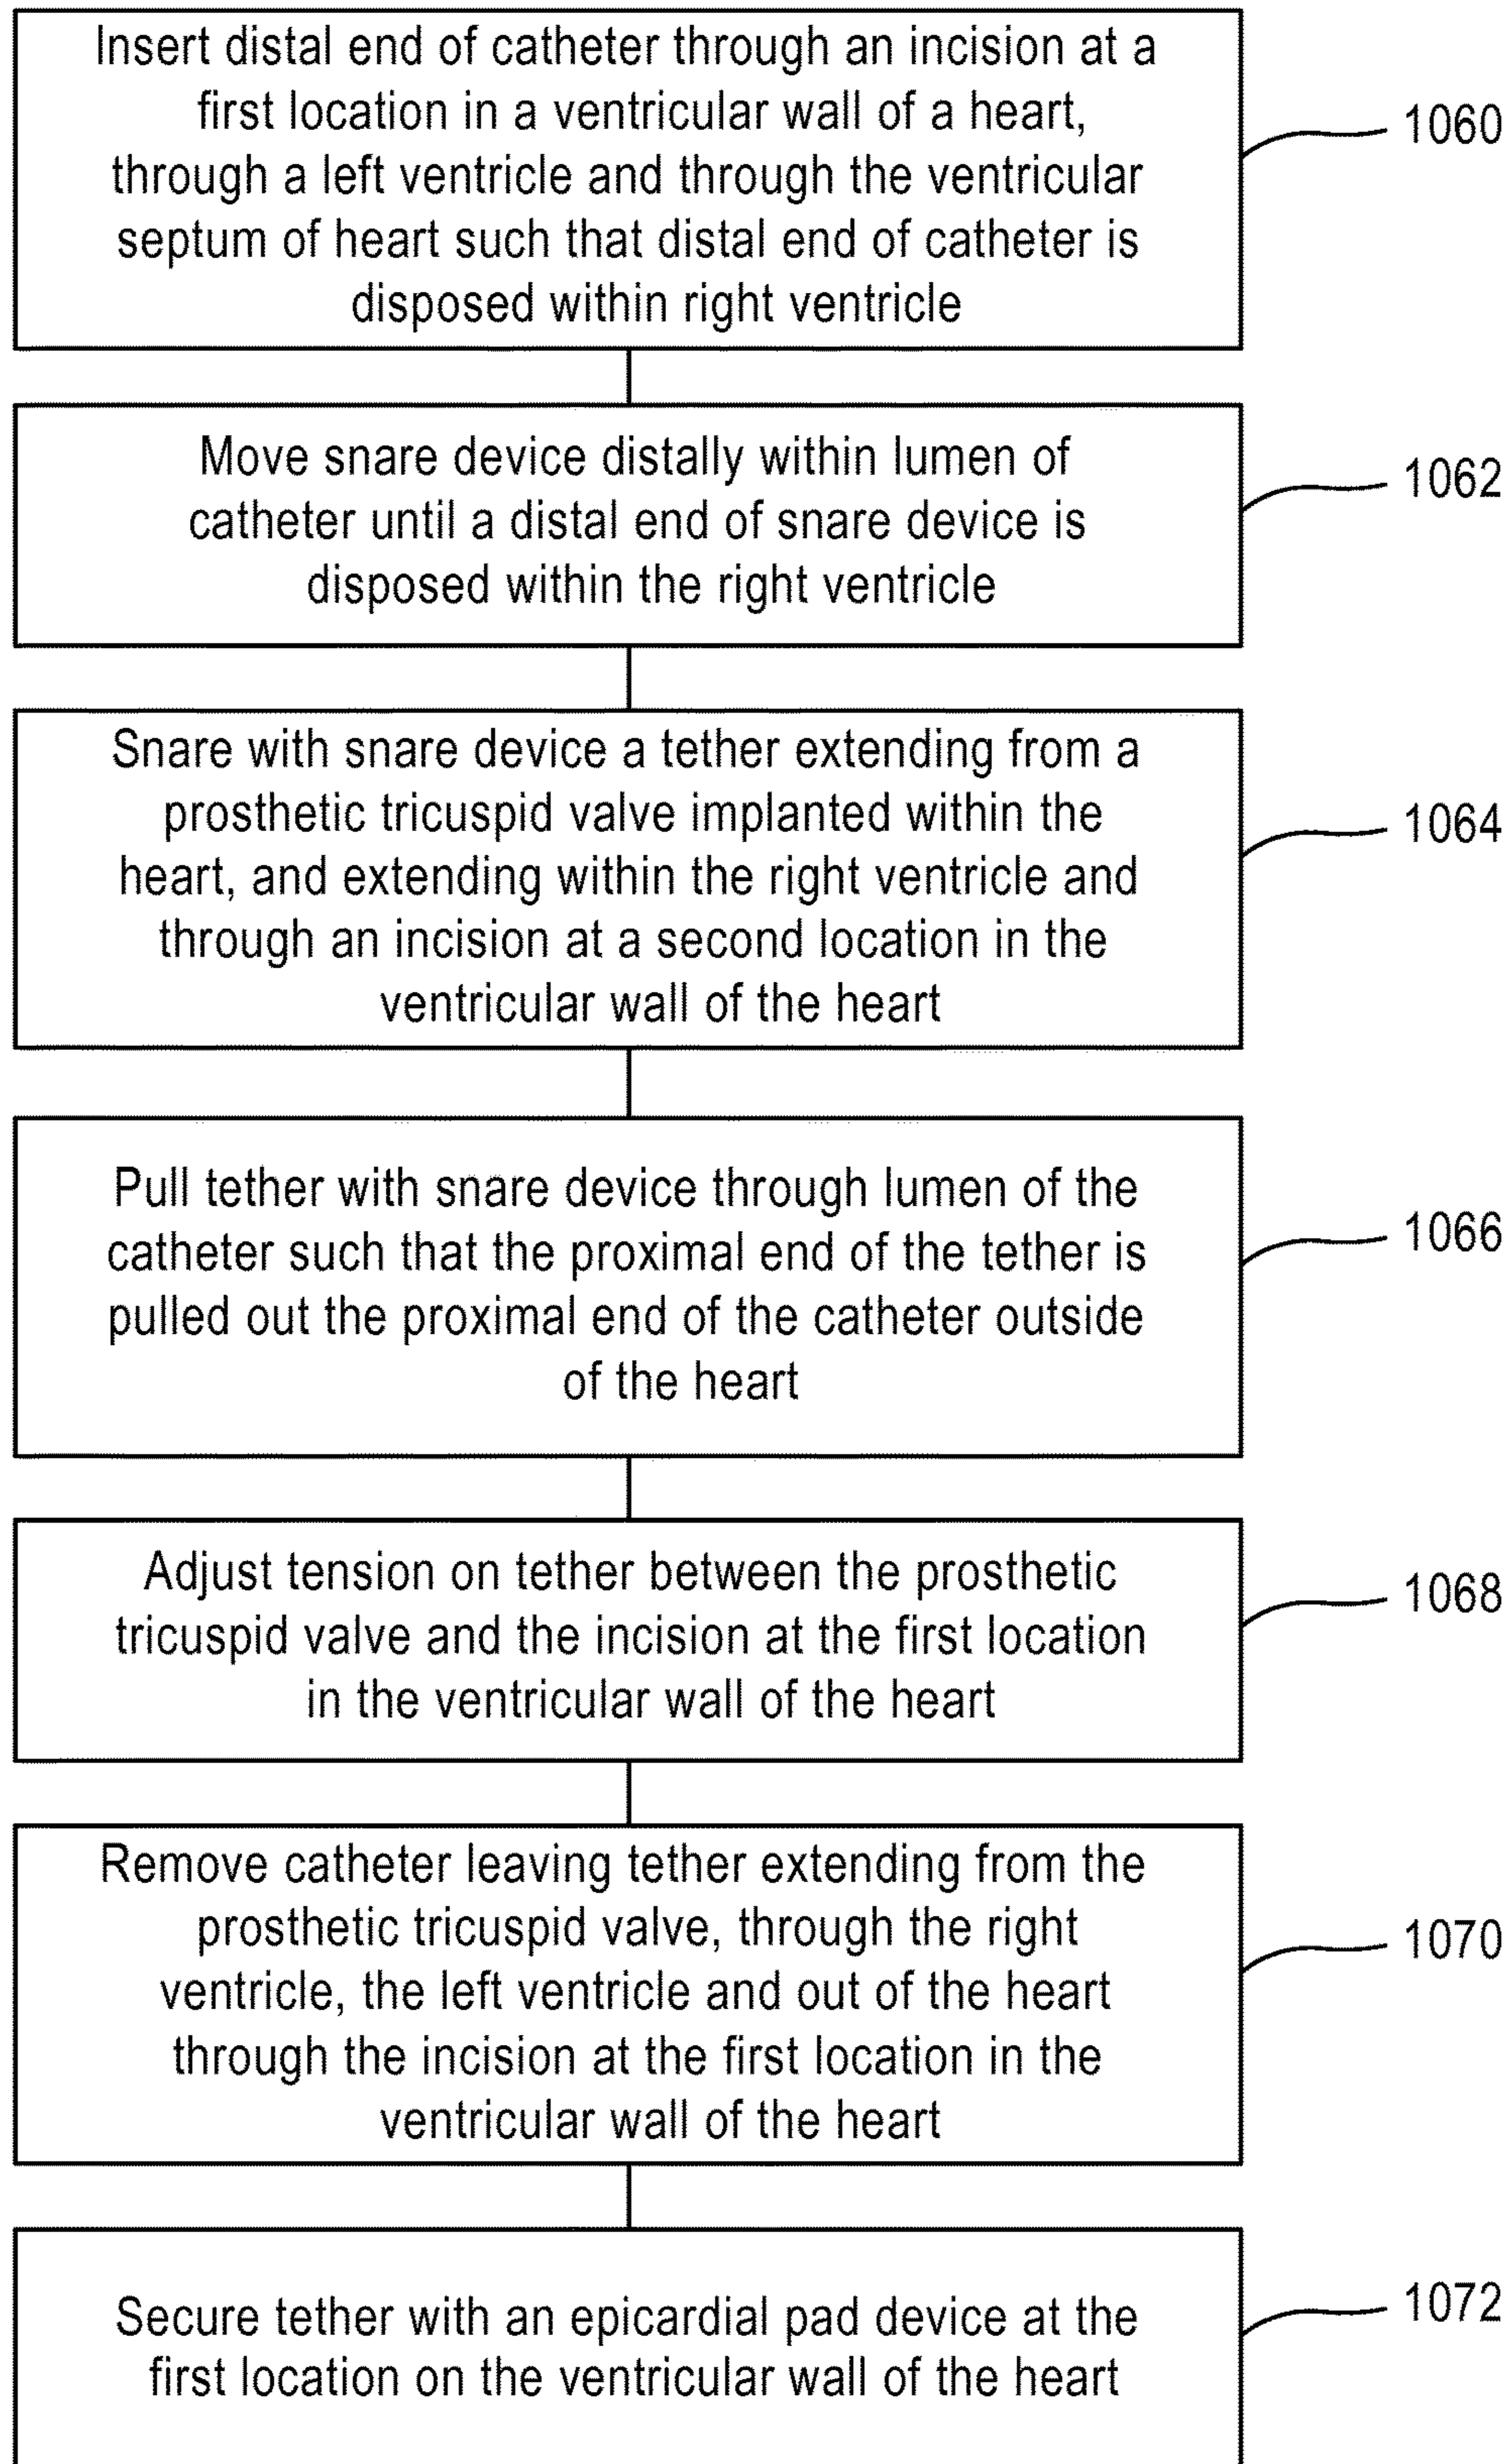 Insert distal end of catheter through an incision at a
first location in a ventricular wall of a heart,
through a left ventricle and through the ventricular
septum of heart such that distal end of catheter is
disposed within right ventricle
1060
Move snare device distally within lumen of
catheter until a distal end of snare device is
disposed within the right ventricle
1062
Snare with snare device a tether extending from a
prosthetic tricuspid valve implanted within the
heart, and extending within the right ventricle and
through an incision at a second location in the
ventricular wall of the heart
1064
Pull tether with snare device through lumen of the
catheter such that the proximal end of the tether is
pulled out the proximal end of the catheter outside
of the heart
1066
Adjust tension on tether between the prosthetic
tricuspid valve and the incision at the first location
in the ventricular wall of the heart
1068
Remove catheter leaving tether extending from the
prosthetic tricuspid valve, through the right
ventricle, the left ventricle and out of the heart
through the incision at the first location in the
ventricular wall of the heart
1070
Secure tether with an epicardial pad device at the
first location on the ventricular wall of the heart
1072